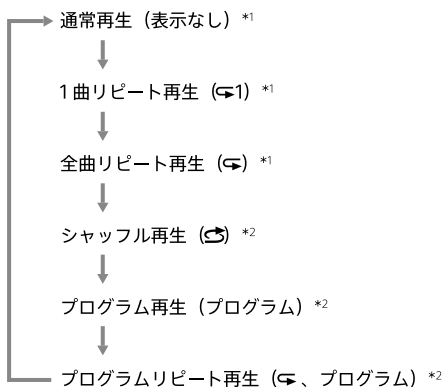 通常再生（表示なし）*1
1曲リピート再生（1）*1
全曲リピート再生（）*1
シャッフル再生（）*2
プログラム再生（プログラム）*2
プログラムリピート再生（、プログラム）*2